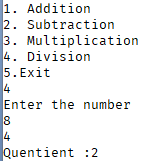 1. Addition
2. Subtraction
3. Multiplication
4. Division
5.Exit
4
Enter the number
8
4
Quentient :2